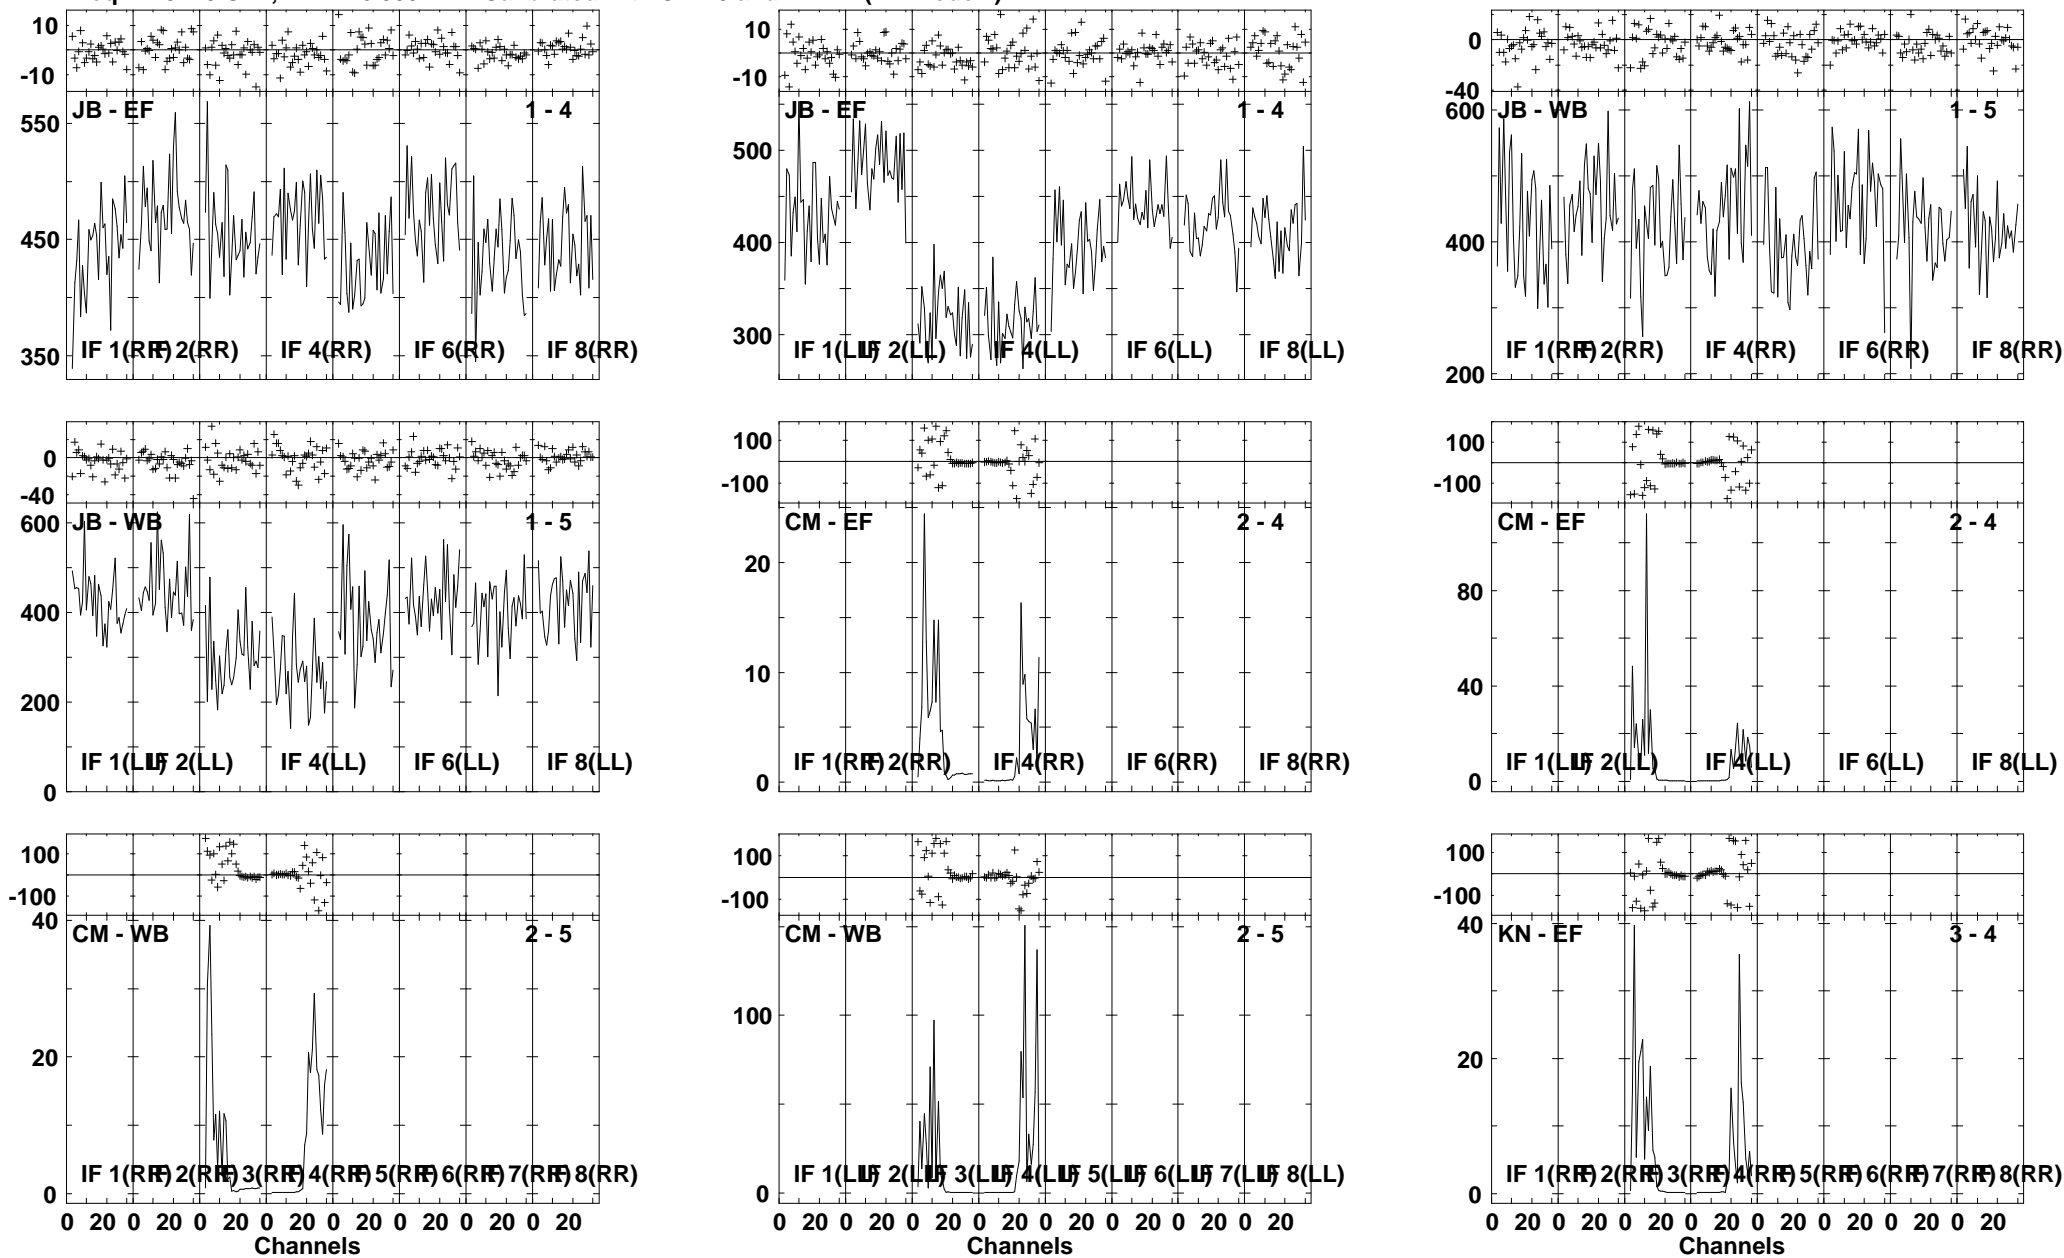 10
-10
550
450
350
JB - EF 1 - 4
IF 1(RR) IF 2(RR) IF 4(RR) IF 6(RR) IF 8(RR)
10
-10
500
400
300
JB - EF 1 - 4
IF 1(LL) IF 2(LL) IF 4(LL) IF 6(LL) IF 8(LL)
0
-40
600
400
200
JB - WB 1 - 5
IF 1(RR) IF 2(RR) IF 4(RR) IF 6(RR) IF 8(RR)
0
-40
600
400
200
0
JB - WB 1 - 5
IF 1(LL) IF 2(LL) IF 4(LL) IF 6(LL) IF 8(LL)
100
-100
20
10
0
CM - EF 2 - 4
IF 1(RR) IF 2(RR) IF 4(RR) IF 6(RR) IF 8(RR)
100
-100
80
40
0
CM - EF 2 - 4
IF 1(LL) IF 2(LL) IF 4(LL) IF 6(LL) IF 8(LL)
100
-100
40
20
0
CM - WB 2 - 5
IF 1(RR) IF 2(RR) IF 3(RR) IF 4(RR) IF 5(RR) IF 6(RR) IF 7(RR) IF 8(RR)
0 20 0 20 0 20 0 20 0 20 0 20 0 20 0 20
Channels
100
-100
100
0
CM - WB 2 - 5
IF 1(LL) IF 2(LL) IF 3(LL) IF 4(LL) IF 5(LL) IF 6(LL) IF 7(LL) IF 8(LL)
0 20 0 20 0 20 0 20 0 20 0 20 0 20 0 20
Channels
100
-100
40
20
0
KN - EF 3 - 4
IF 1(RR) IF 2(RR) IF 3(RR) IF 4(RR) IF 5(RR) IF 6(RR) IF 7(RR) IF 8(RR)
0 20 0 20 0 20 0 20 0 20 0 20 0 20 0 20
Channels